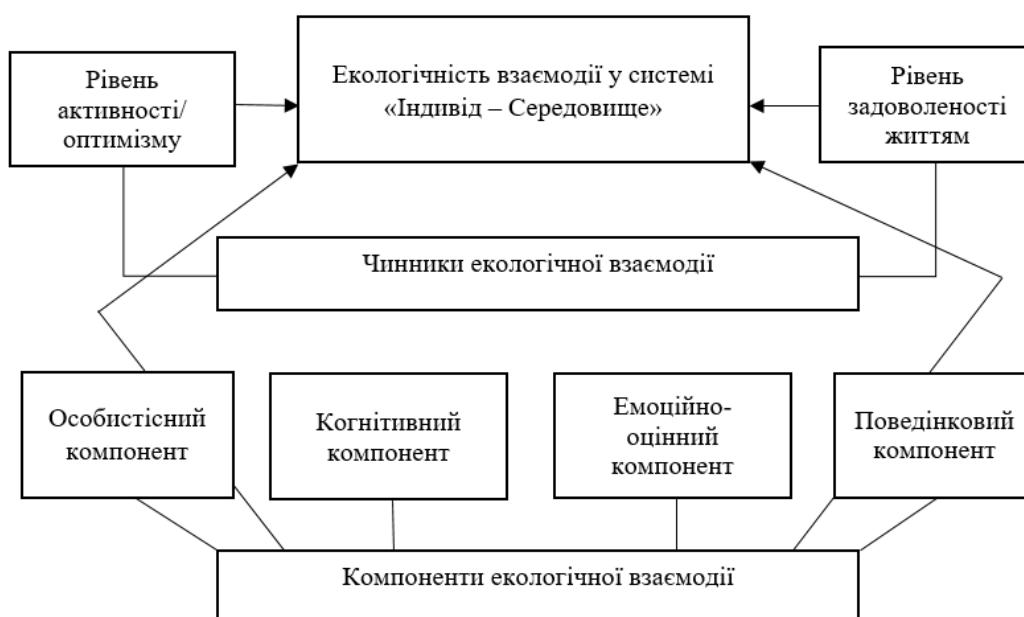 Екологічність взаємодії у системі
«Індивід – Середовище»
Рівень
активності/
оптимізму
Рівень
задоволеності
життям
Чинники екологічної взаємодії
Особистісний
компонент
Когнітивний
компонент
Емоційно-
оцінний
компонент
Поведінковий
компонент
Компоненти екологічної взаємодії